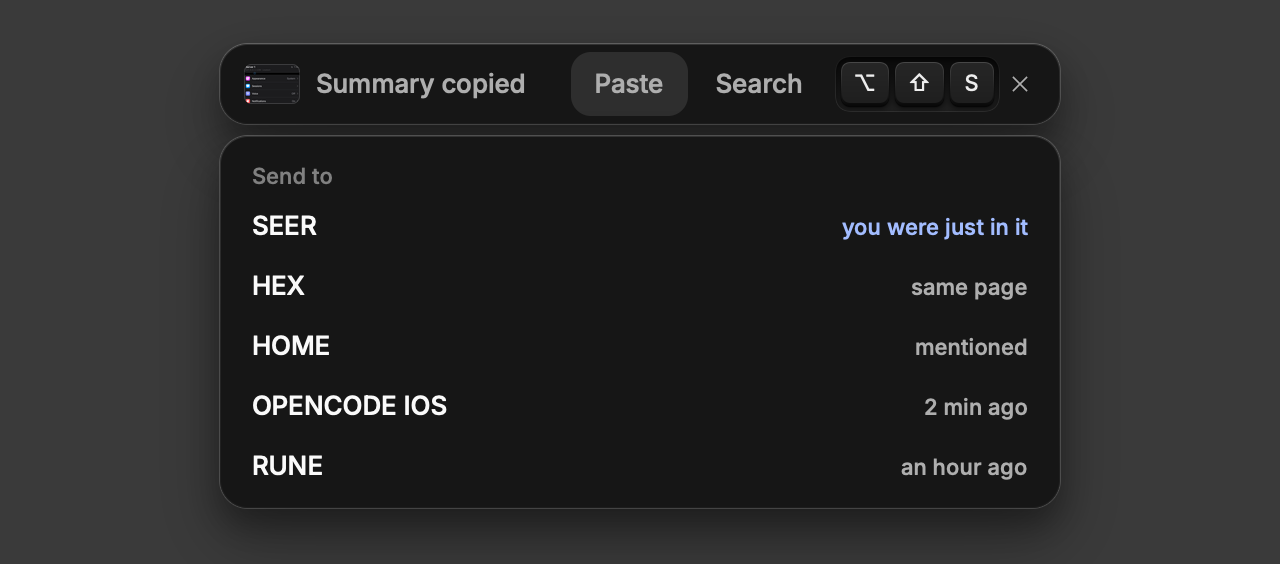 Summary copied Paste Search ⌥ ⇧ S
Send to
SEER you were just in it
HEX same page
HOME mentioned
OPENCODE IOS 2 min ago
RUNE an hour ago